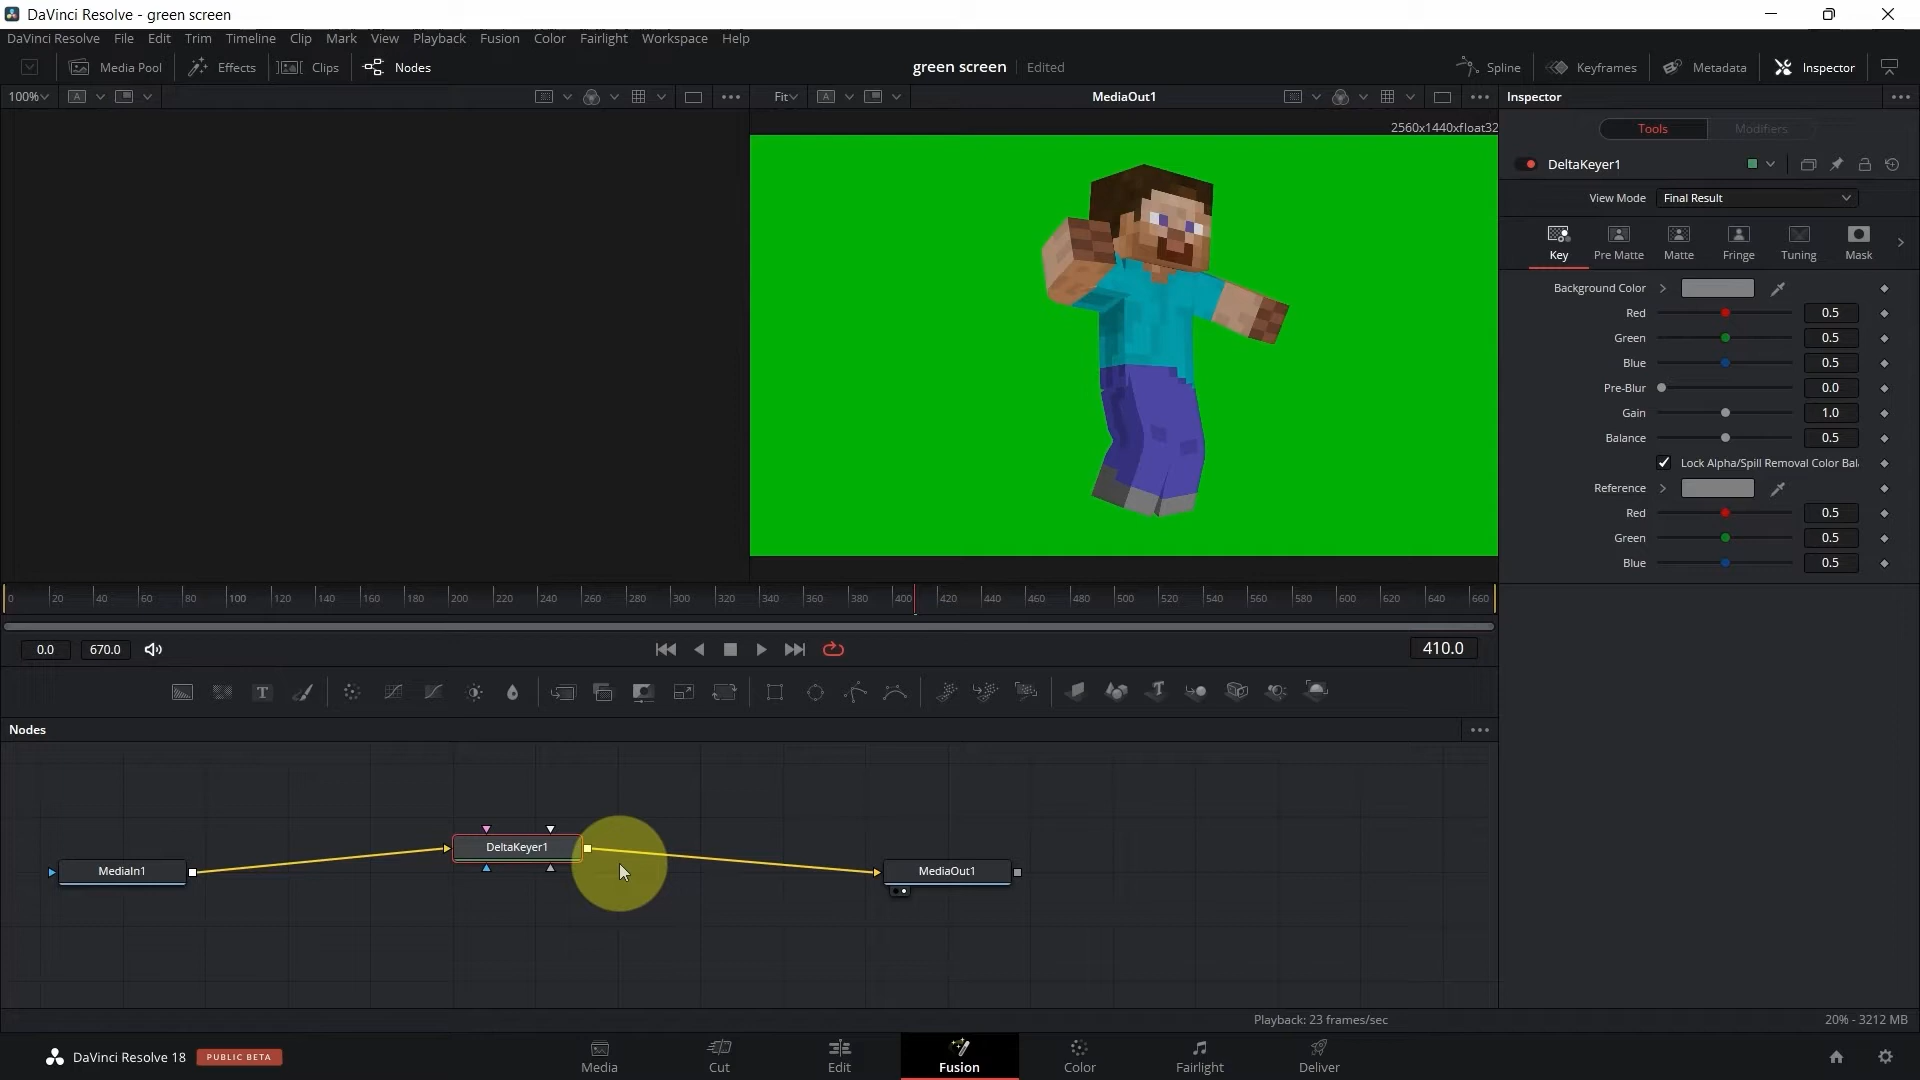 DaVinci Resolve - green screen
DaVinci Resolve File Edit Trim Timeline Clip Mark View Playback Fusion Color Fairlight Workspace Help
Media Pool Effects Clips Nodes green screen Edited Spline Keyframes Metadata Inspector
100% A Fit A MediaOut1 Inspector
2560x1440xfloat32
Tools Modifiers
DeltaKeyer1
View Mode Final Result
Key Pre Matte Matte Fringe Tuning Mask
Background Color
Red 0.5
Green 0.5
Blue 0.5
Pre-Blur 0.0
Gain 1.0
Balance 0.5
Lock Alpha/Spill Removal Color Bal
Reference
Red 0.5
Green 0.5
Blue 0.5
0 20 40 60 80 100 120 140 160 180 200 220 240 260 280 300 320 340 360 380 400 420 440 460 480 500 520 540 560 580 600 620 640 660
0.0 670.0 410.0
T T
Nodes
DeltaKeyer1
MediaIn1 MediaOut1
Playback: 23 frames/sec 20% - 3212 MB
DaVinci Resolve 18 PUBLIC BETA
Media Cut Edit Fusion Color Fairlight Deliver